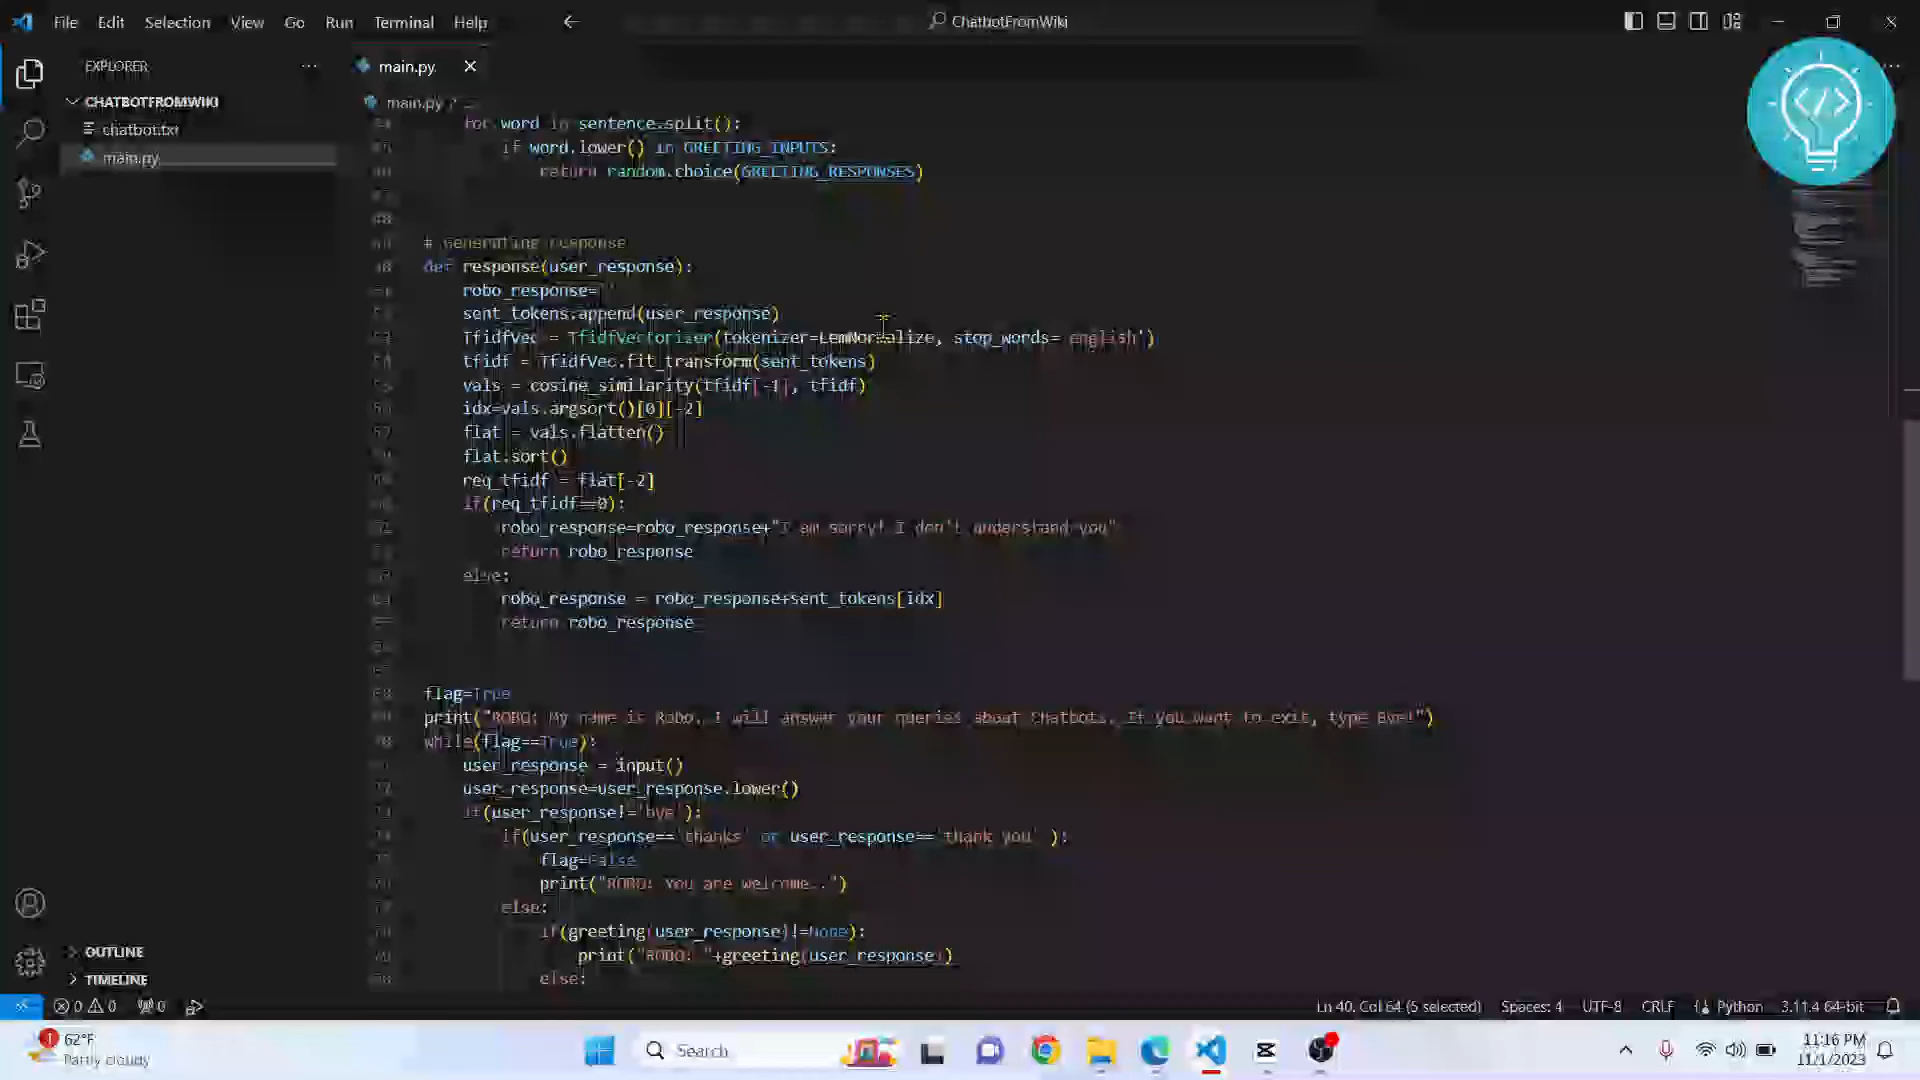 File Edit Selection View Go Run Terminal Help
ChatbotFromWiki
EXPLORER
main.py
CHATBOTFROMWIKI
chatbot.txt
main.py
main.py
for word in sentence.split():
if word.lower() in GREETING_INPUTS:
return random.choice(GREETING_RESPONSES)
# Generating response
def response(user_response):
robo_response=''
sent_tokens.append(user_response)
TfidfVec = TfidfVectorizer(tokenizer=LemNormalize, stop_words='english')
tfidf = TfidfVec.fit_transform(sent_tokens)
vals = cosine_similarity(tfidf[-1], tfidf)
idx=vals.argsort()[0][-2]
flat = vals.flatten()
flat.sort()
req_tfidf = flat[-2]
if(req_tfidf==0):
robo_response=robo_response+"I am sorry! I don't understand you"
return robo_response
else:
robo_response = robo_response+sent_tokens[idx]
return robo_response
flag=True
print("ROBO: My name is Robo. I will answer your queries about Chatbots. If you want to exit, type Bye!")
while(flag==True):
user_response = input()
user_response=user_response.lower()
if(user_response!='bye'):
if(user_response=='thanks' or user_response=='thank you' ):
flag=False
print("ROBO: You are welcome..")
else:
if(greeting(user_response)!=None):
print("ROBO: "+greeting(user_response))
else:
OUTLINE
TIMELINE
0 0 0
Ln 40, Col 64 (5 selected) Spaces: 4 UTF-8 CRLF Python 3.11.4 64-bit
1
62°F
Partly cloudy
Search
11:16 PM
11/1/2023